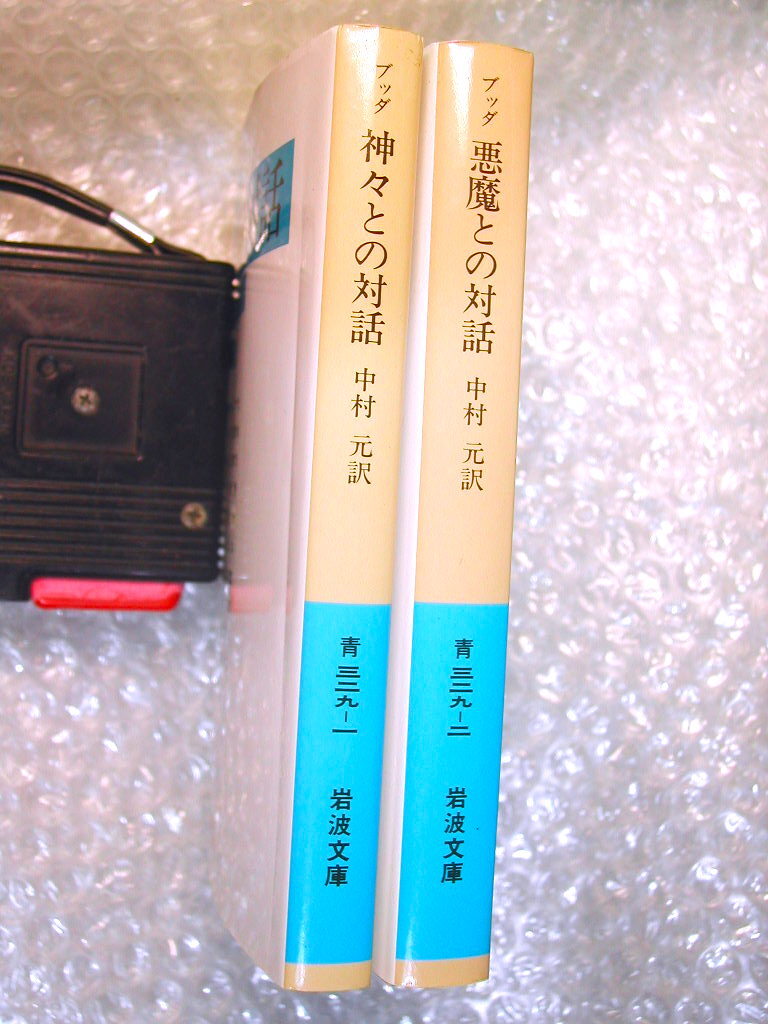 ブッダ 神々との対話 中村 元訳
青三二九-一
岩波文庫
ブッダ 悪魔との対話 中村 元訳
青三二九-二
岩波文庫
話